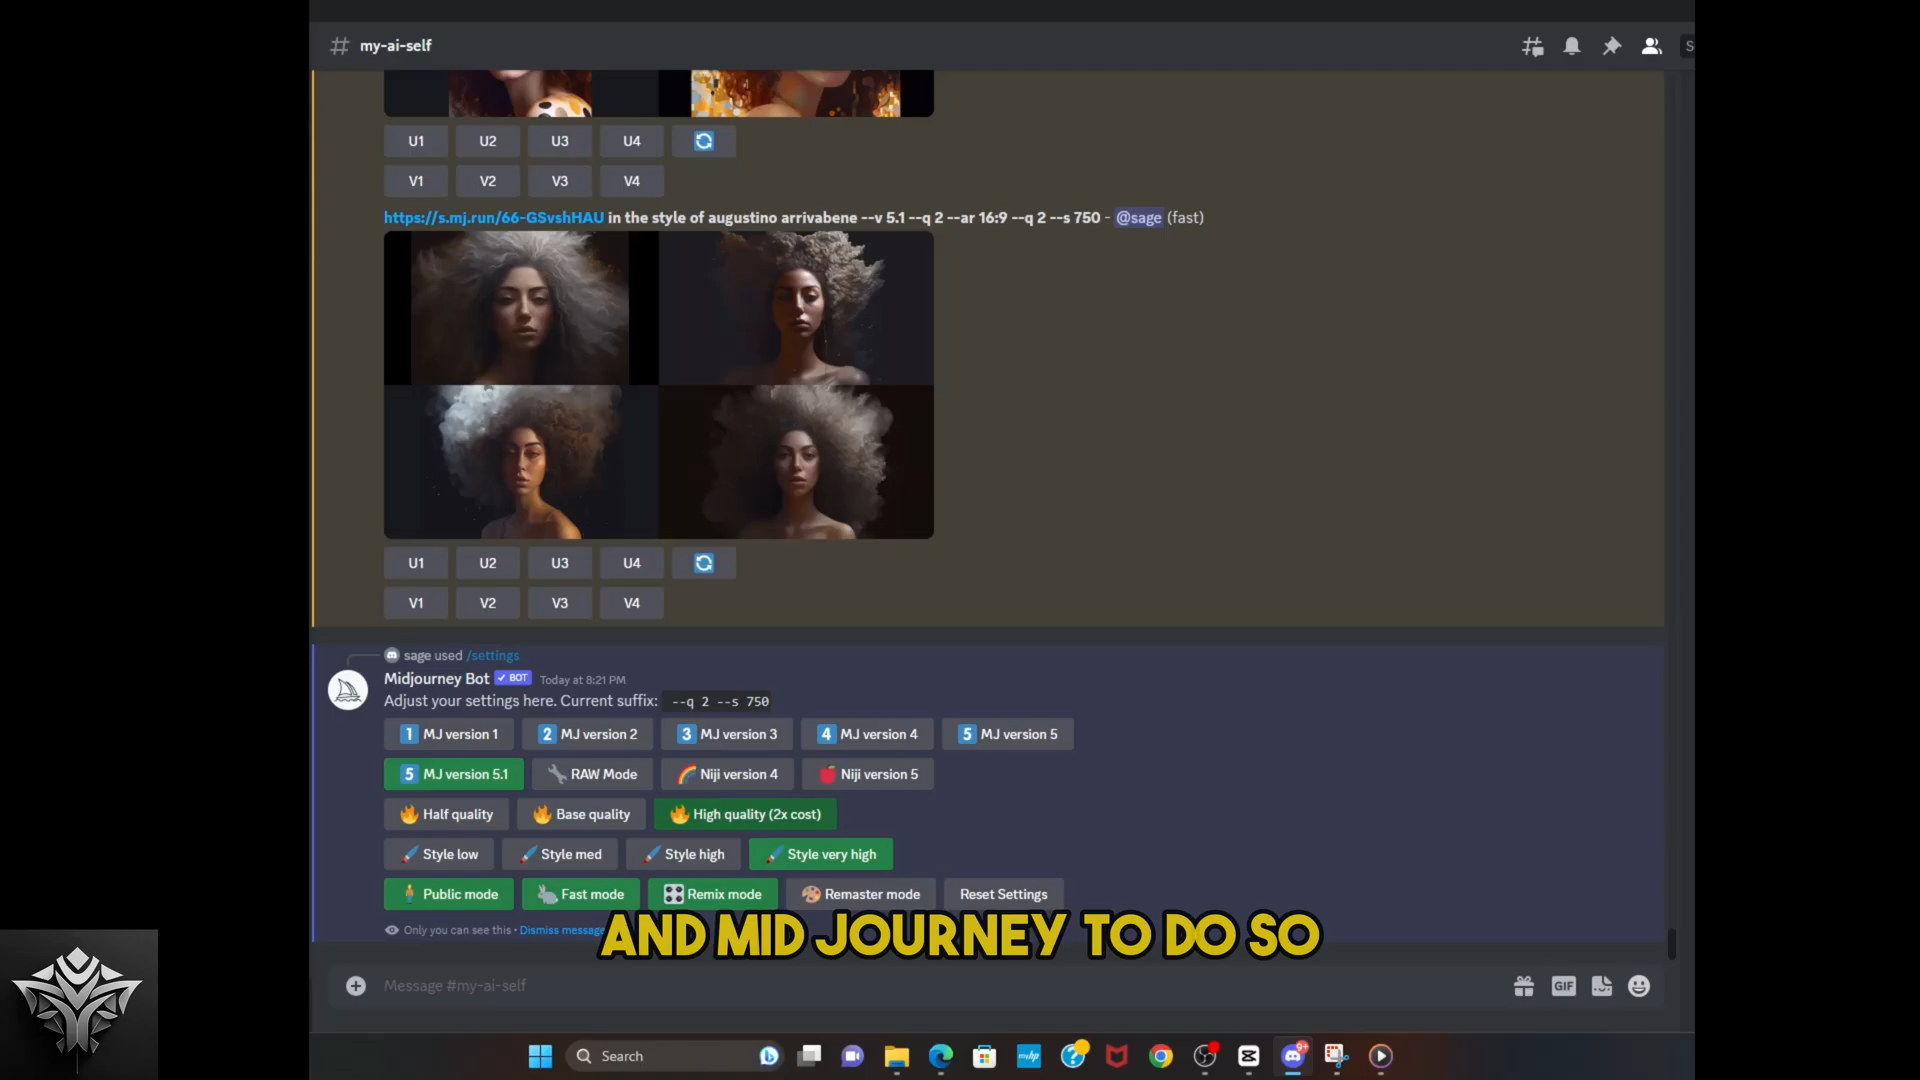 my-ai-self
U1 U2 U3 U4
V1 V2 V3 V4
https://s.mj.run/66-GSvshHAU in the style of augustino arrivabene --v 5.1 --q 2 --ar 16:9 --q 2 --s 750 - @sage (fast)
U1 U2 U3 U4
V1 V2 V3 V4
sage used /settings
Midjourney Bot ✓ BOT Today at 8:21 PM
Adjust your settings here. Current suffix: --q 2 --s 750
1 MJ version 1 2 MJ version 2 3 MJ version 3 4 MJ version 4 5 MJ version 5
5 MJ version 5.1 RAW Mode Niji version 4 Niji version 5
Half quality Base quality High quality (2x cost)
Style low Style med Style high Style very high
Public mode Fast mode Remix mode Remaster mode Reset Settings
Only you can see this • Dismiss message
AND MID JOURNEY TO DO SO
Message #my-ai-self GIF
Search myhp 9+